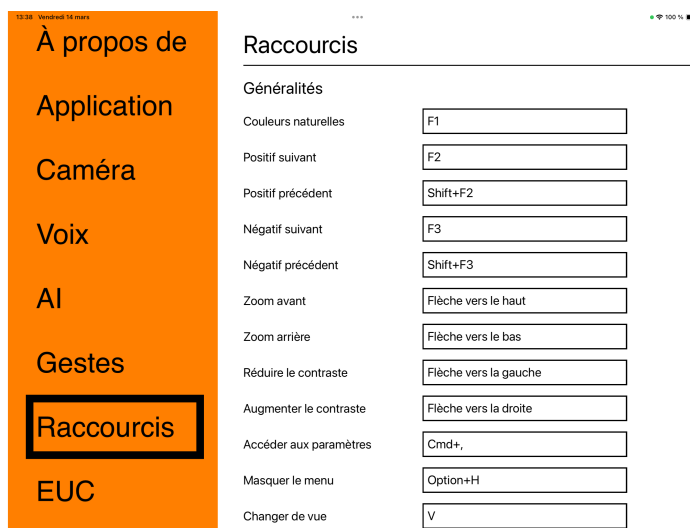 13:38 Vendredi 14 mars
100 %
À propos de
Application
Caméra
Voix
AI
Gestes
Raccourcis
EUC
Raccourcis
Généralités
Couleurs naturelles F1
Positif suivant F2
Positif précédent Shift+F2
Négatif suivant F3
Négatif précédent Shift+F3
Zoom avant Flèche vers le haut
Zoom arrière Flèche vers le bas
Réduire le contraste Flèche vers la gauche
Augmenter le contraste Flèche vers la droite
Accéder aux paramètres Cmd+,
Masquer le menu Option+H
Changer de vue V